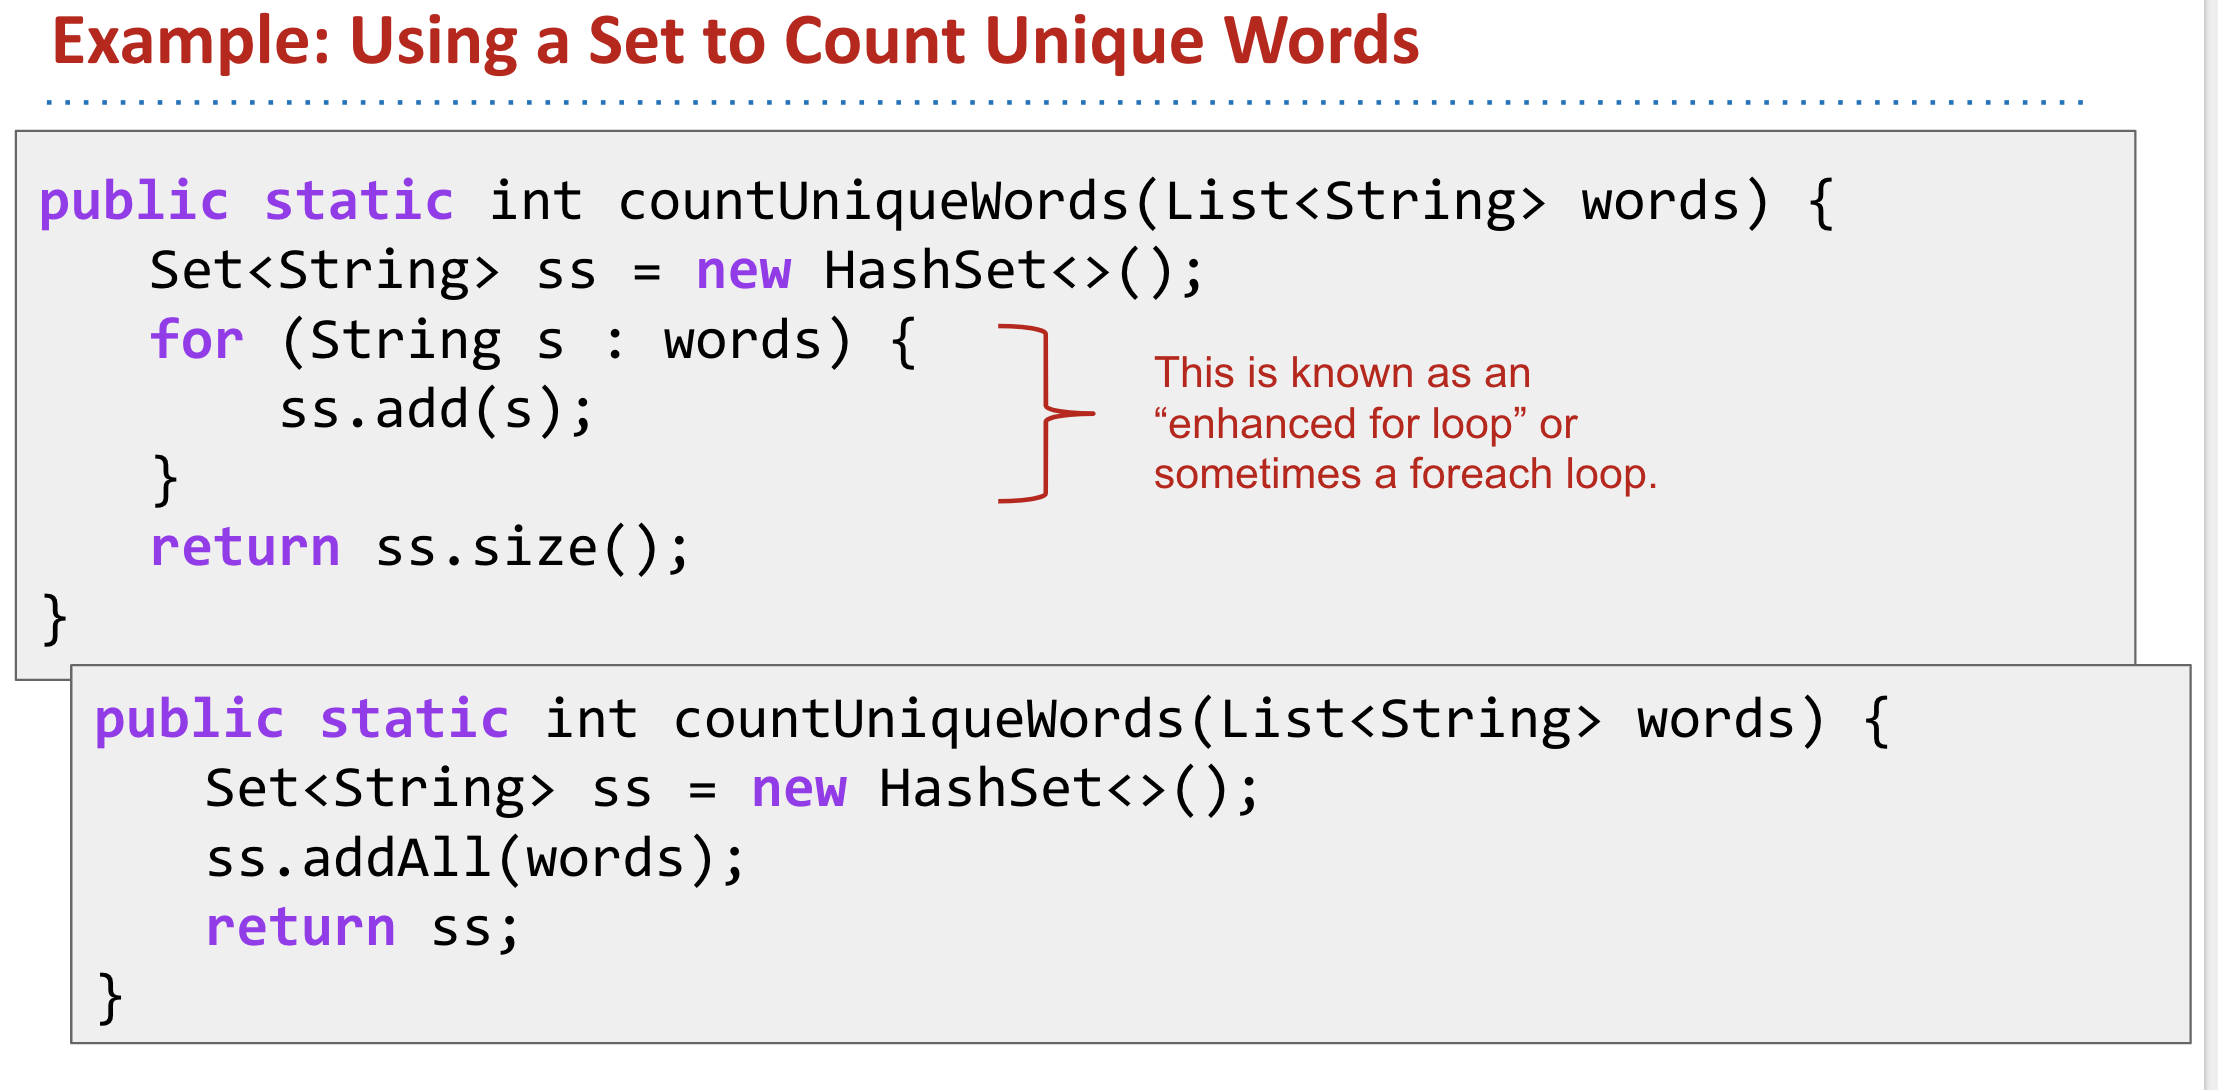 Example: Using a Set to Count Unique Words
public static int countUniqueWords(List<String> words) {
Set<String> ss = new HashSet<>();
for (String s : words) {
ss.add(s);
}
return ss.size();
}
This is known as an
“enhanced for loop” or
sometimes a foreach loop.
public static int countUniqueWords(List<String> words) {
Set<String> ss = new HashSet<>();
ss.addAll(words);
return ss;
}